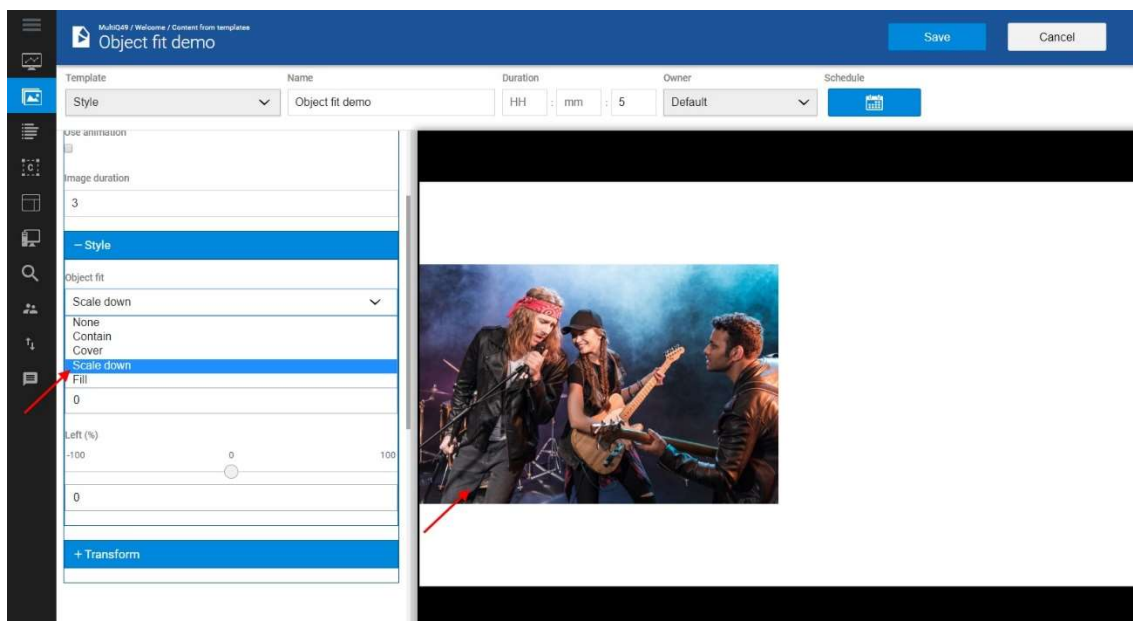 MultiQ49 / Welcome / Content from templates
Object fit demo
Save
Cancel
Template
Name
Duration
Owner
Schedule
Style
Object fit demo
HH : mm : 5
Default
Use animation
Image duration
3
– Style
Object fit
Scale down
None
Contain
Cover
Scale down
Fill
0
Left (%)
-100 0 100
0
+ Transform
C